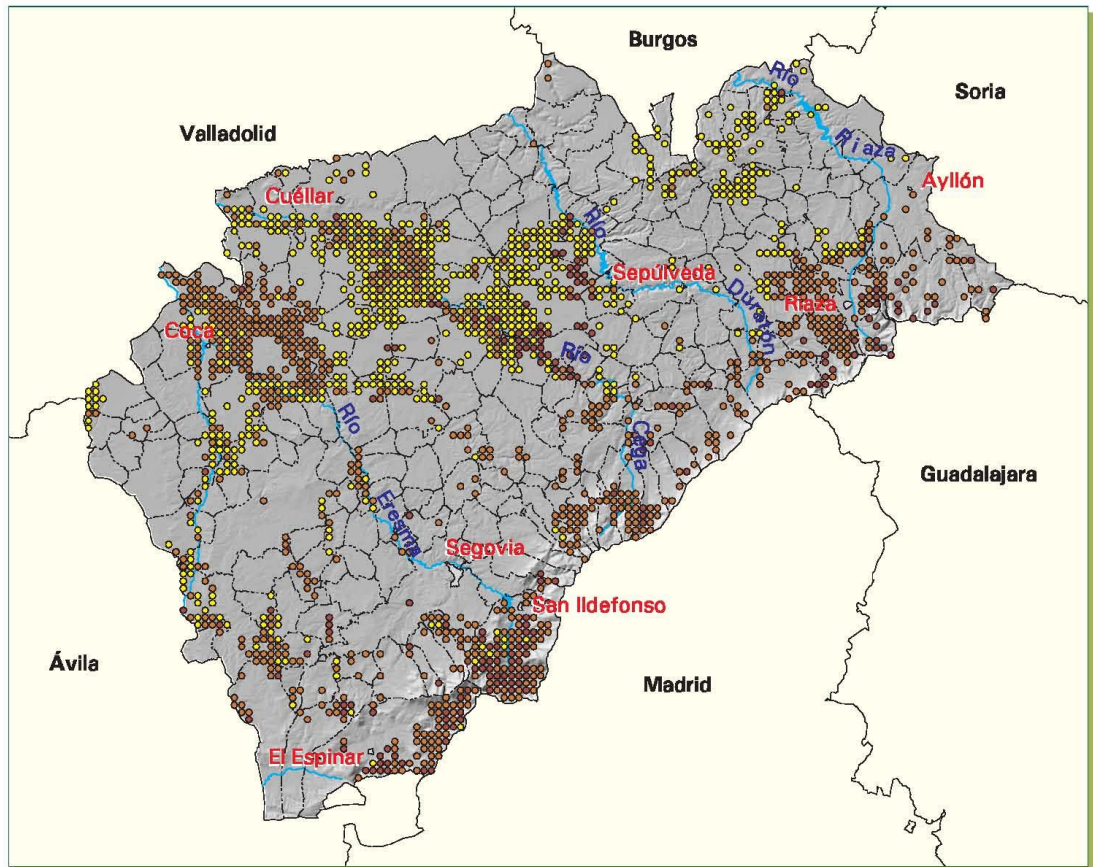 Burgos
Soria
Valladolid
Río
Riaza
Ayllón
Cuéllar
Río
Sepúlveda
Duratón
Riaza
Coca
Río
Río
Cega
Guadalajara
Eresma
Segovia
San Ildefonso
Ávila
Madrid
El Espinar